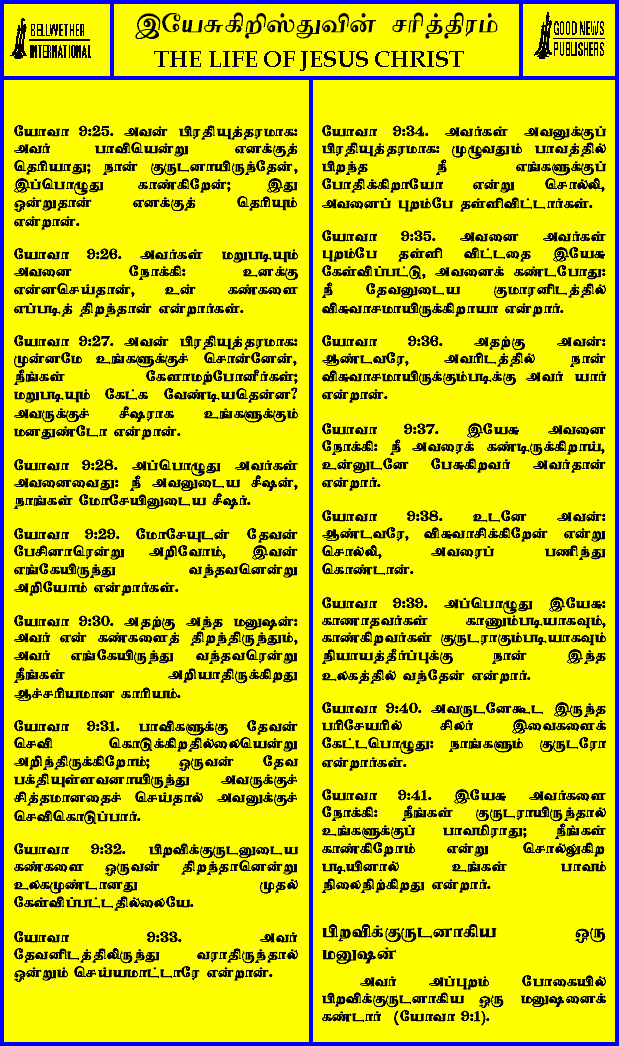 BELLWETHER
INTERNATIONAL
இயேசுகிறிஸ்துவின் சரித்திரம்
THE LIFE OF JESUS CHRIST
GOOD NEWS
PUBLISHERS
யோவா 9:25. அவன் பிரதியுத்தரமாக:
அவர் பாவியென்று எனக்குத்
தெரியாது; நான் குருடனாயிருந்தேன்,
இப்பொழுது காண்கிறேன்; இது
ஒன்றுதான் எனக்குத் தெரியும்
என்றான்.
யோவா 9:26. அவர்கள் மறுபடியும்
அவனை நோக்கி: உனக்கு
என்னசெய்தான், உன் கண்களை
எப்படித் திறந்தான் என்றார்கள்.
யோவா 9:27. அவன் பிரதியுத்தரமாக:
முன்னமே உங்களுக்குச் சொன்னேன்,
நீங்கள் கேளாமற்போனீர்கள்;
மறுபடியும் கேட்க வேண்டியதென்ன?
அவருக்குச் சீஷராக உங்களுக்கும்
மனதுண்டோ என்றான்.
யோவா 9:28. அப்பொழுது அவர்கள்
அவனைவைது: நீ அவனுடைய சீஷன்,
நாங்கள் மோசேயினுடைய சீஷர்.
யோவா 9:29. மோசேயுடன் தேவன்
பேசினாரென்று அறிவோம், இவன்
எங்கேயிருந்து வந்தவனென்று
அறியோம் என்றார்கள்.
யோவா 9:30. அதற்கு அந்த மனுஷன்:
அவர் என் கண்களைத் திறந்திருந்தும்,
அவர் எங்கேயிருந்து வந்தவரென்று
நீங்கள் அறியாதிருக்கிறது
ஆச்சரியமான காரியம்.
யோவா 9:31. பாவிகளுக்கு தேவன்
செவி கொடுக்கிறதில்லையென்று
அறிந்திருக்கிறோம்; ஒருவன் தேவ
பக்தியுள்ளவனாயிருந்து அவருக்குச்
சித்தமானதைச் செய்தால் அவனுக்குச்
செவிகொடுப்பார்.
யோவா 9:32. பிறவிக்குருடனுடைய
கண்களை ஒருவன் திறந்தானென்று
உலகமுண்டானது முதல்
கேள்விப்பட்டதில்லையே.
யோவா 9:33. அவர்
தேவனிடத்திலிருந்து வராதிருந்தால்
ஒன்றும் செய்யமாட்டாரே என்றான்.
யோவா 9:34. அவர்கள் அவனுக்குப்
பிரதியுத்தரமாக: முழுவதும் பாவத்தில்
பிறந்த நீ எங்களுக்குப்
போதிக்கிறாயோ என்று சொல்லி,
அவனைப் புறம்பே தள்ளிவிட்டார்கள்.
யோவா 9:35. அவனை அவர்கள்
புறம்பே தள்ளி விட்டதை இயேசு
கேள்விப்பட்டு, அவனைக் கண்டபோது:
நீ தேவனுடைய குமாரனிடத்தில்
விசுவாசமாயிருக்கிறாயா என்றார்.
யோவா 9:36. அதற்கு அவன்:
ஆண்டவரே, அவரிடத்தில் நான்
விசுவாசமாயிருக்கும்படிக்கு அவர் யார்
என்றான்.
யோவா 9:37. இயேசு அவனை
நோக்கி: நீ அவரைக் கண்டிருக்கிறாய்,
உன்னுடனே பேசுகிறவர் அவர்தான்
என்றார்.
யோவா 9:38. உடனே அவன்:
ஆண்டவரே, விசுவாசிக்கிறேன் என்று
சொல்லி, அவரைப் பணிந்து
கொண்டான்.
யோவா 9:39. அப்பொழுது இயேசு:
காணாதவர்கள் காணும்படியாகவும்,
காண்கிறவர்கள் குருடராகும்படியாகவும்
நியாயத்தீர்ப்புக்கு நான் இந்த
உலகத்தில் வந்தேன் என்றார்.
யோவா 9:40. அவருடனேகூட இருந்த
பரிசேயரில் சிலர் இவைகளைக்
கேட்டபொழுது: நாங்களும் குருடரோ
என்றார்கள்.
யோவா 9:41. இயேசு அவர்களை
நோக்கி: நீங்கள் குருடராயிருந்தால்
உங்களுக்குப் பாவமிராது; நீங்கள்
காண்கிறோம் என்று சொல்லுகிற
படியினால் உங்கள் பாவம்
நிலைநிற்கிறது என்றார்.
பிறவிக்குருடனாகிய ஒரு
மனுஷன்
அவர் அப்புறம் போகையில்
பிறவிக்குருடனாகிய ஒரு மனுஷனைக்
கண்டார் (யோவா 9:1).